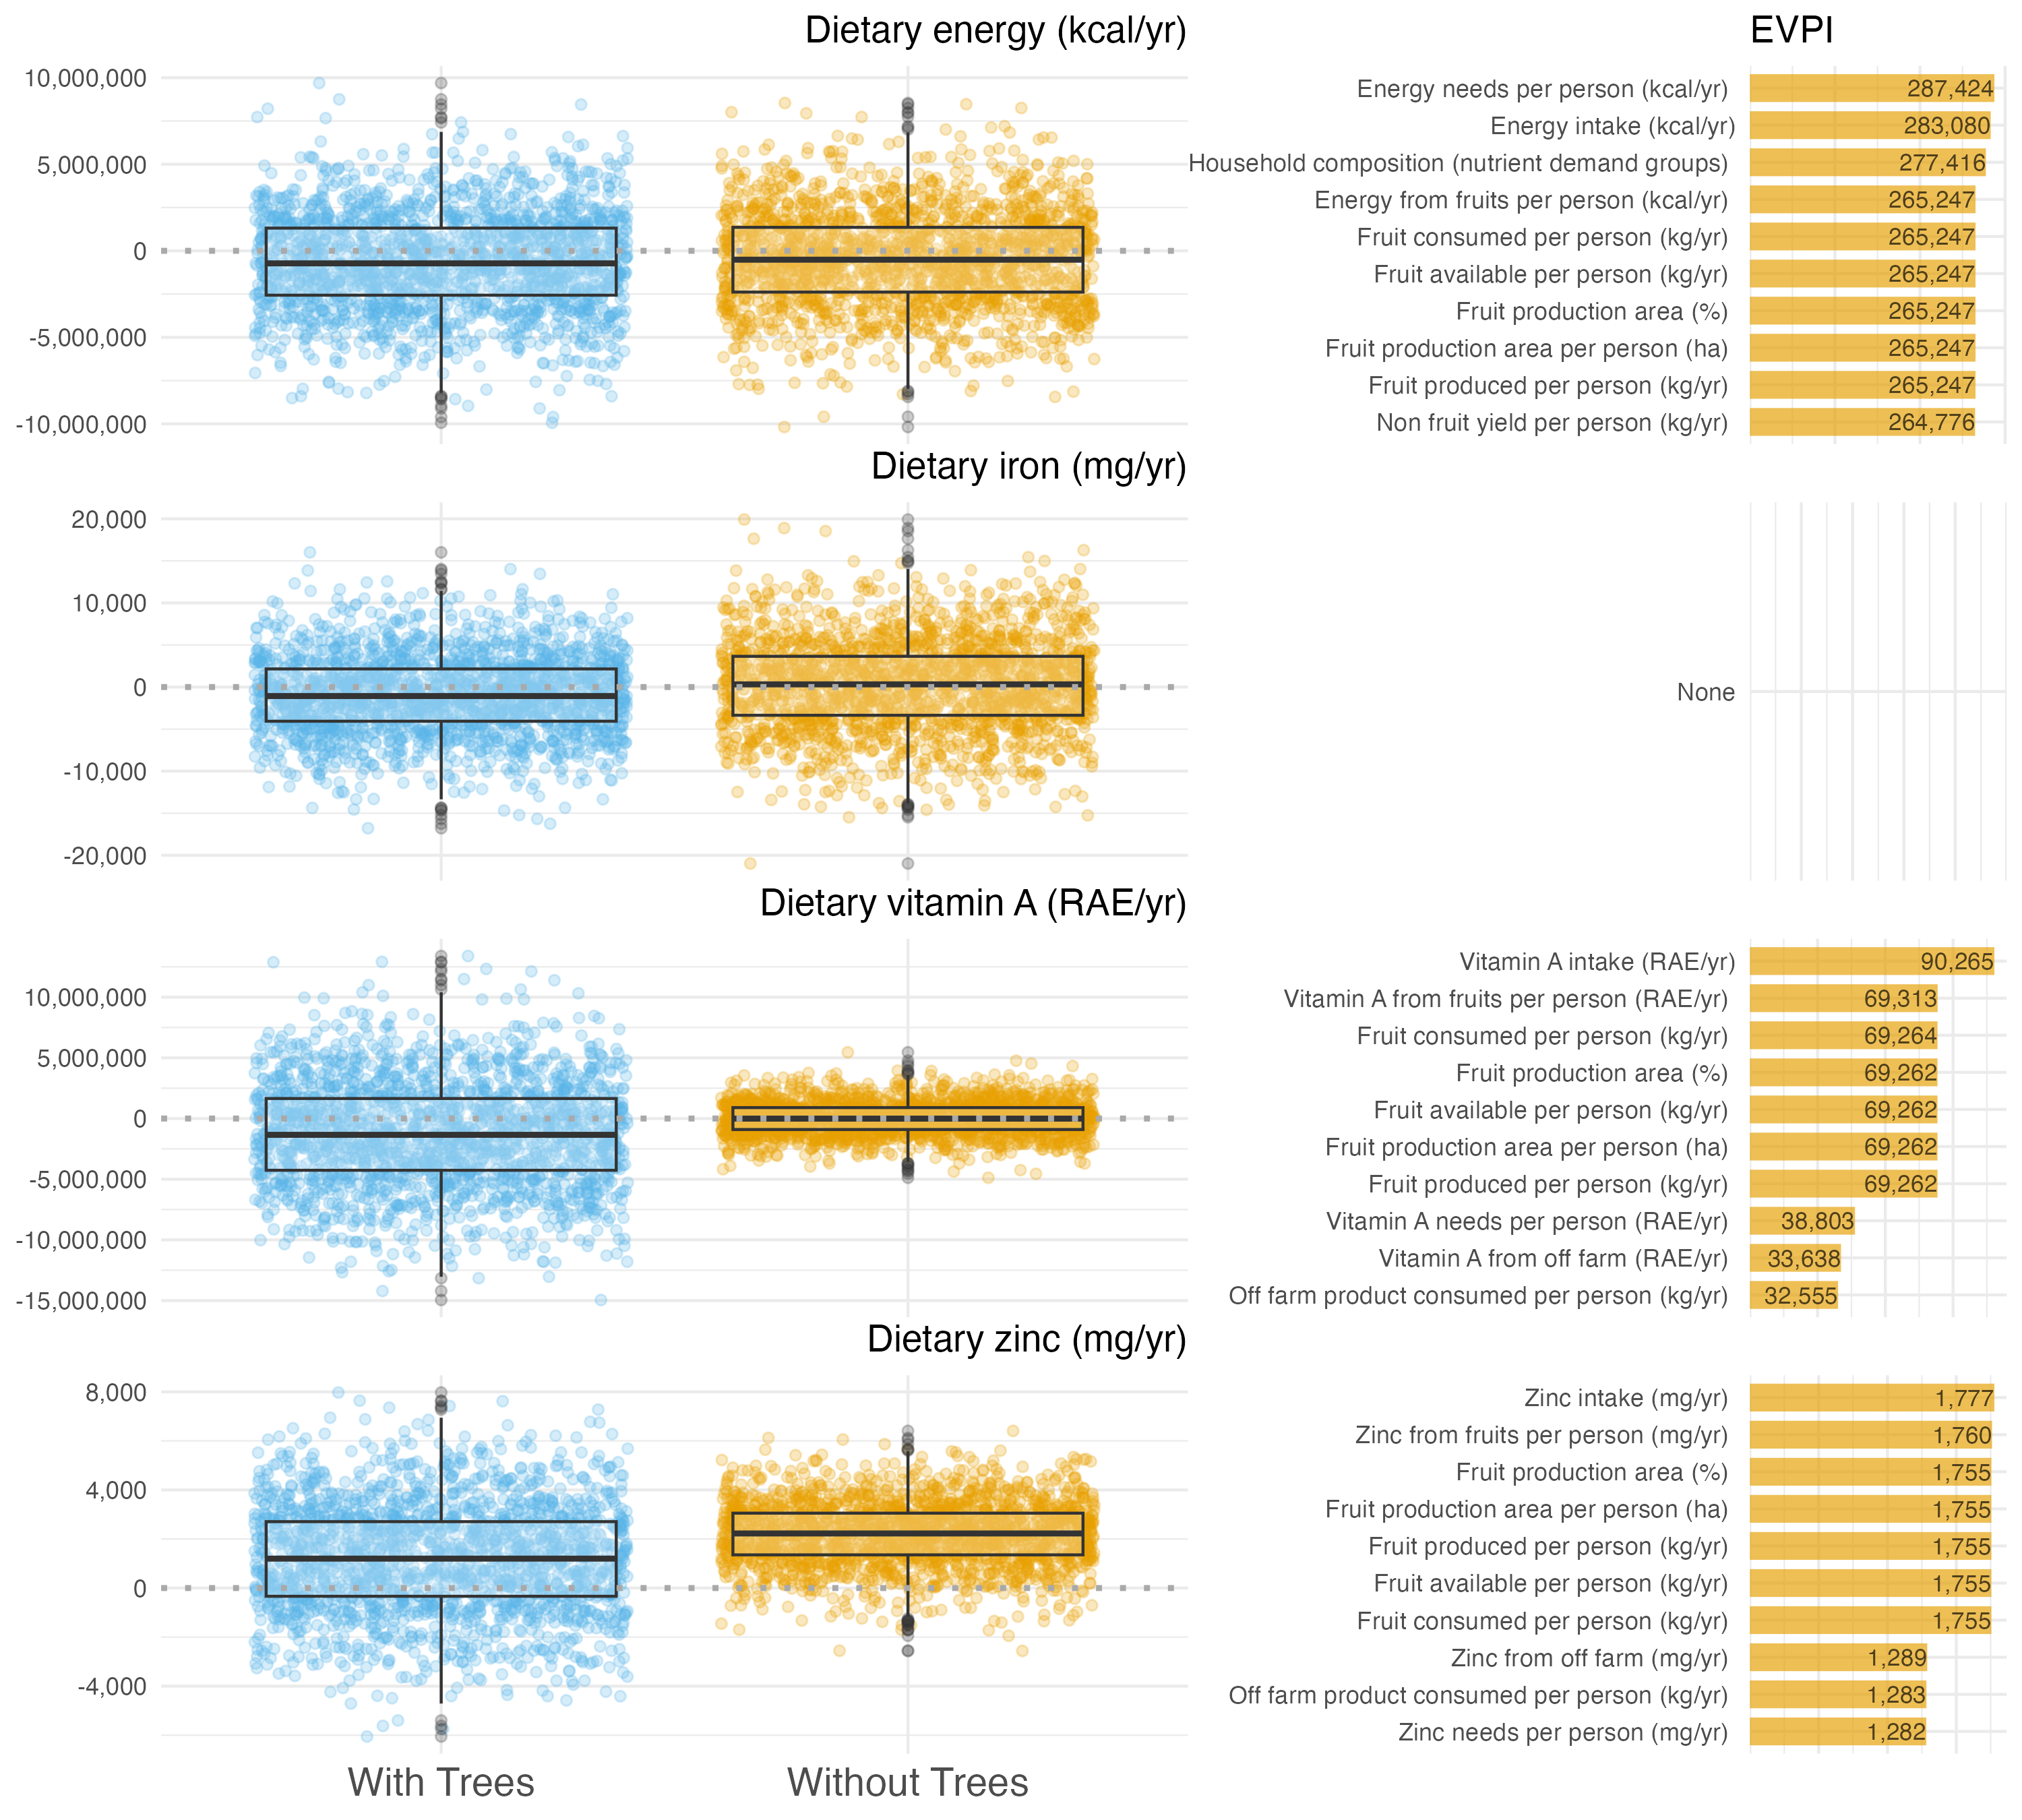 Dietary energy (kcal/yr)
EVPI
10,000,000
5,000,000
0
-5,000,000
-10,000,000
Energy needs per person (kcal/yr) 287,424
Energy intake (kcal/yr) 283,080
Household composition (nutrient demand groups) 277,416
Energy from fruits per person (kcal/yr) 265,247
Fruit consumed per person (kg/yr) 265,247
Fruit available per person (kg/yr) 265,247
Fruit production area (%) 265,247
Fruit production area per person (ha) 265,247
Fruit produced per person (kg/yr) 265,247
Non fruit yield per person (kg/yr) 264,776
Dietary iron (mg/yr)
20,000
10,000
0
-10,000
-20,000
None
Dietary vitamin A (RAE/yr)
10,000,000
5,000,000
0
-5,000,000
-10,000,000
-15,000,000
Vitamin A intake (RAE/yr) 90,265
Vitamin A from fruits per person (RAE/yr) 69,313
Fruit consumed per person (kg/yr) 69,264
Fruit production area (%) 69,262
Fruit available per person (kg/yr) 69,262
Fruit production area per person (ha) 69,262
Fruit produced per person (kg/yr) 69,262
Vitamin A needs per person (RAE/yr) 38,803
Vitamin A from off farm (RAE/yr) 33,638
Off farm product consumed per person (kg/yr) 32,555
Dietary zinc (mg/yr)
8,000
4,000
0
-4,000
Zinc intake (mg/yr) 1,777
Zinc from fruits per person (mg/yr) 1,760
Fruit production area (%) 1,755
Fruit production area per person (ha) 1,755
Fruit produced per person (kg/yr) 1,755
Fruit available per person (kg/yr) 1,755
Fruit consumed per person (kg/yr) 1,755
Zinc from off farm (mg/yr) 1,289
Off farm product consumed per person (kg/yr) 1,283
Zinc needs per person (mg/yr) 1,282
With Trees
Without Trees